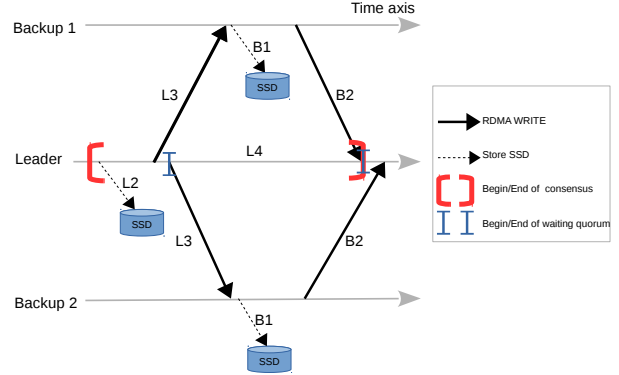 Time axis
Backup 1
B1
SSD
L3
B2
RDMA WRITE
L4
Leader
Store SSD
L2
Begin/End of consensus
SSD
Begin/End of waiting quorum
L3
B2
Backup 2
B1
SSD